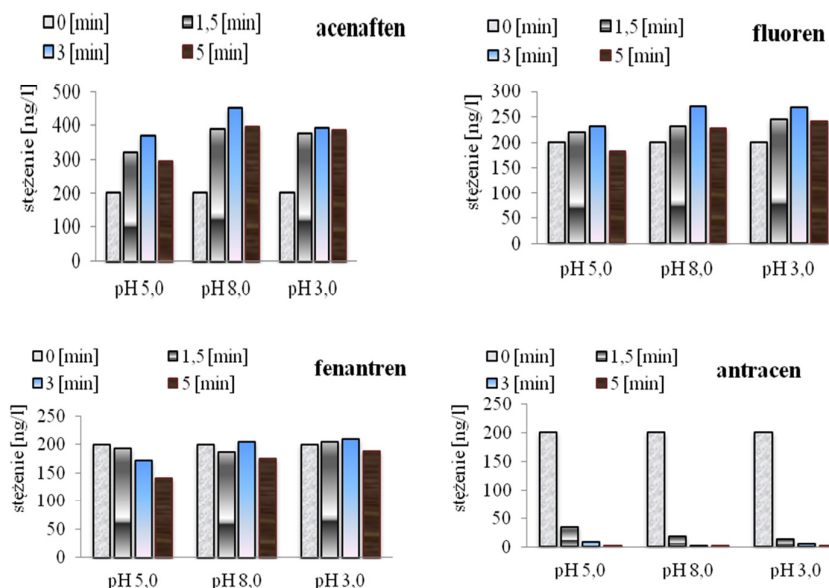 0 [min] 1,5 [min] acenaften
3 [min] 5 [min]
stężenie [ng/l]
500
400
300
200
100
0
pH 5,0 pH 8,0 pH 3,0
0 [min] 1,5 [min] fluoren
3 [min] 5 [min]
stężenie [ng/l]
300
250
200
150
100
50
0
pH 5,0 pH 8,0 pH 3,0
0 [min] 1,5 [min] fenantren
3 [min] 5 [min]
stężenie [ng/l]
250
200
150
100
50
0
pH 5,0 pH 8,0 pH 3,0
0 [min] 1,5 [min] antracen
3 [min] 5 [min]
stężenie [ng/l]
250
200
150
100
50
0
pH 5,0 pH 8,0 pH 3,0